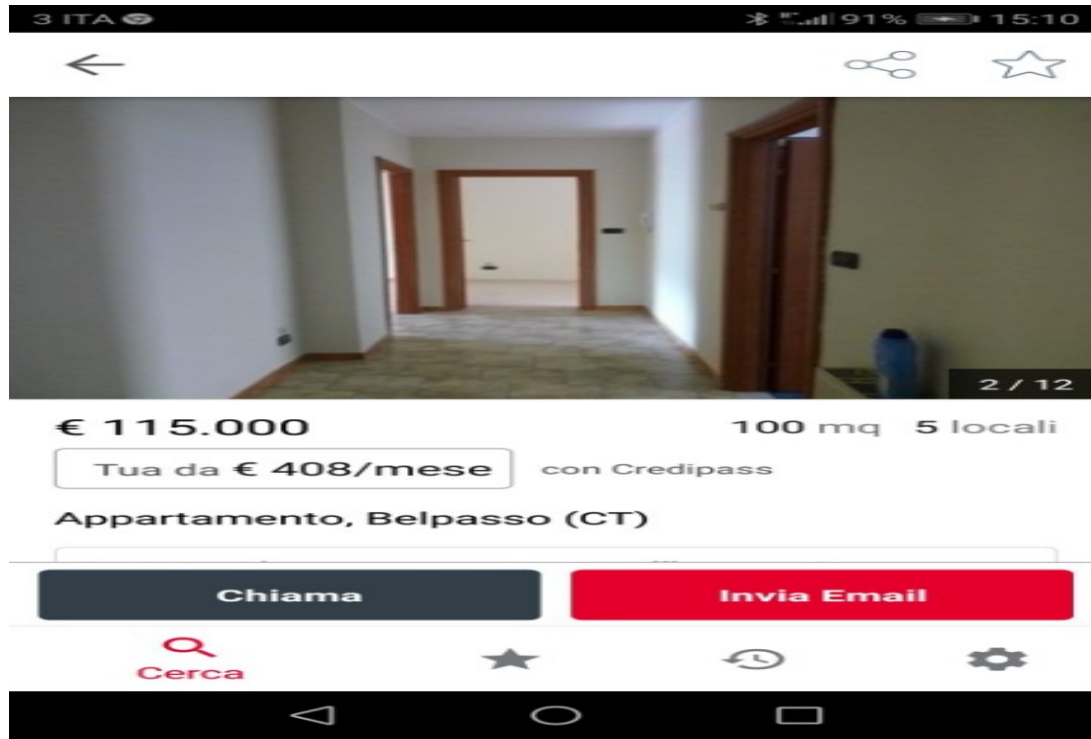 3 ITA
91% 15:10
2 / 12
€ 115.000
100 mq 5 locali
Tua da € 408/mese con Credipass
Appartamento, Belpasso (CT)
Chiama
Invia Email
Cerca